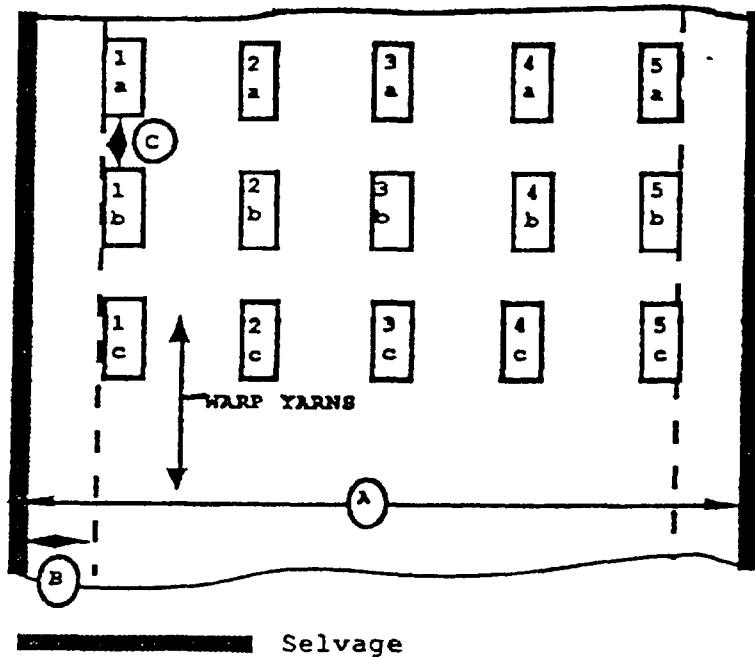 1 2 3 4 5
a a a a a
C
1 2 3 4 5
b b b b b
1 2 3 4 5
c c c c c
WARP YARNS
A
B
Selvage